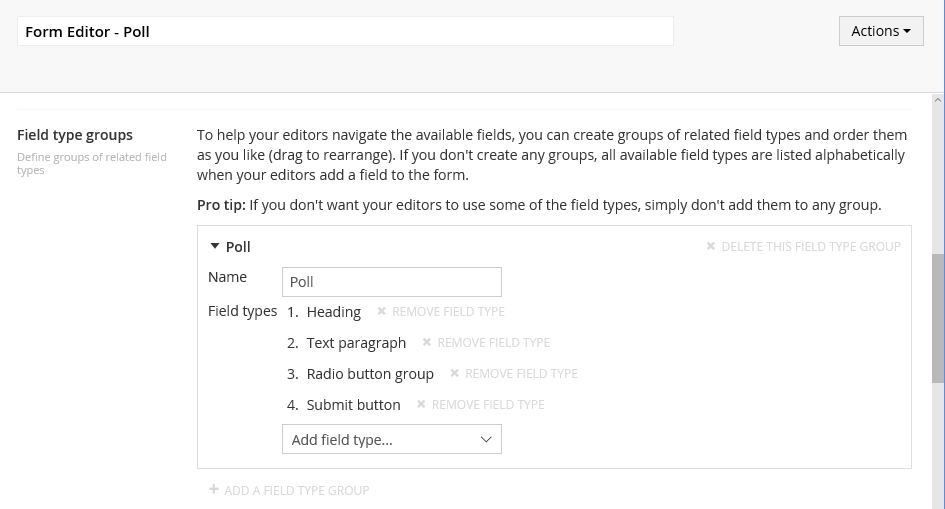 Form Editor - Poll
Actions
Field type groups
Define groups of related field
types
To help your editors navigate the available fields, you can create groups of related field types and order them
as you like (drag to rearrange). If you don't create any groups, all available field types are listed alphabetically
when your editors add a field to the form.
Pro tip: If you don't want your editors to use some of the field types, simply don't add them to any group.
Poll
DELETE THIS FIELD TYPE GROUP
Name
Poll
Field types
1. Heading
REMOVE FIELD TYPE
2. Text paragraph
REMOVE FIELD TYPE
3. Radio button group
REMOVE FIELD TYPE
4. Submit button
REMOVE FIELD TYPE
Add field type...
ADD A FIELD TYPE GROUP